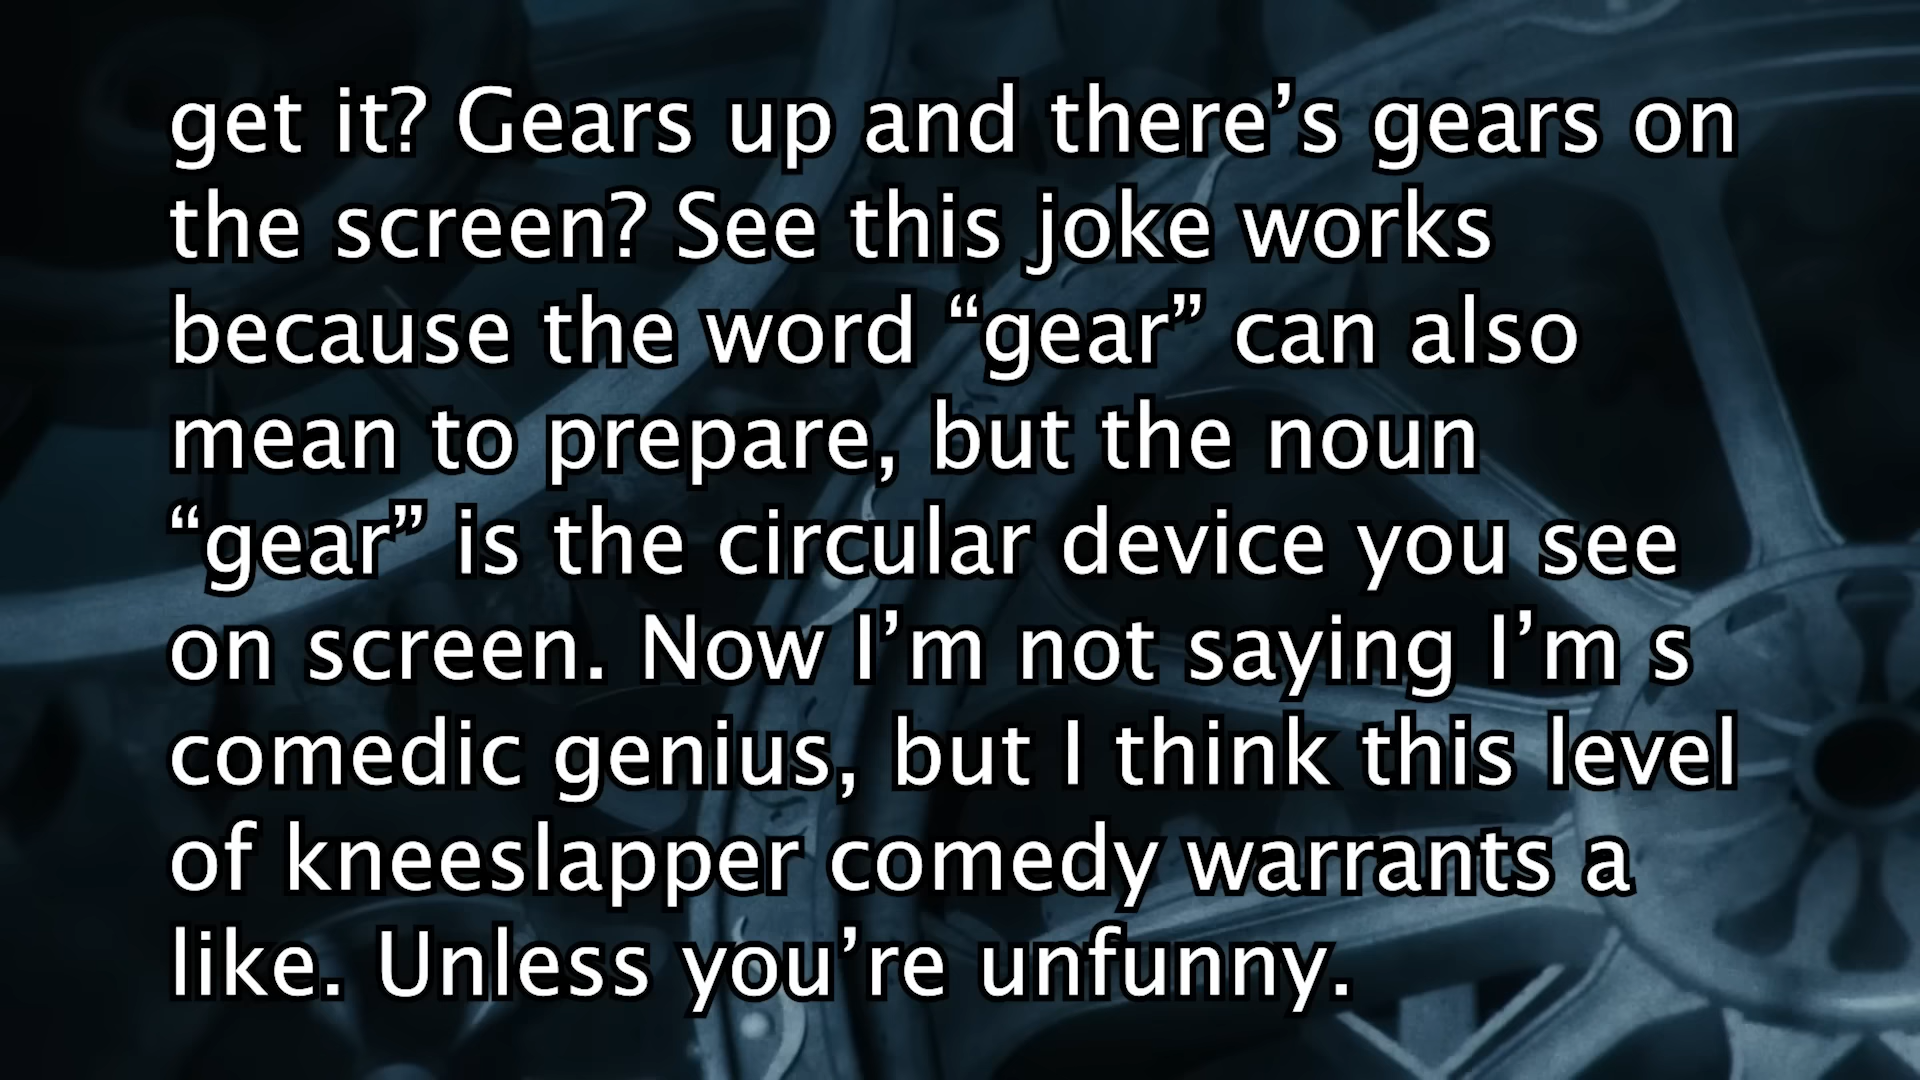 get it? Gears up and there’s gears on
the screen? See this joke works
because the word “gear” can also
mean to prepare, but the noun
“gear” is the circular device you see
on screen. Now I’m not saying I’m s
comedic genius, but I think this level
of kneeslapper comedy warrants a
like. Unless you’re unfunny.